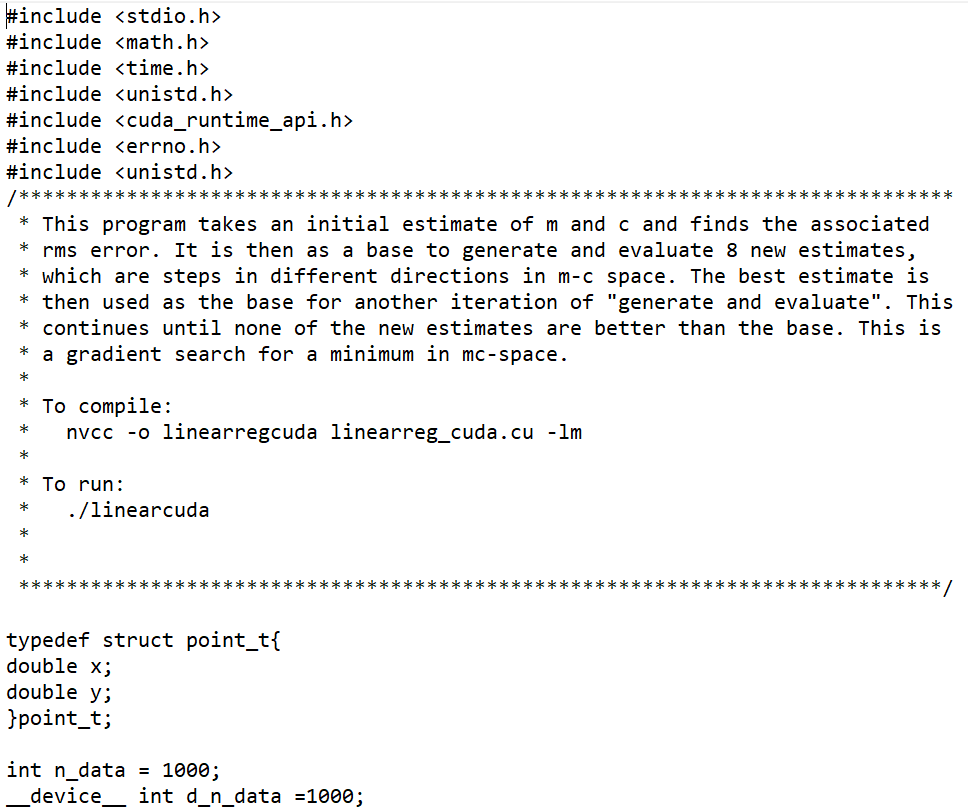 #include <stdio.h>
#include <math.h>
#include <time.h>
#include <unistd.h>
#include <cuda_runtime_api.h>
#include <errno.h>
#include <unistd.h>
/******************************************************************************
 * This program takes an initial estimate of m and c and finds the associated
 * rms error. It is then as a base to generate and evaluate 8 new estimates,
 * which are steps in different directions in m-c space. The best estimate is
 * then used as the base for another iteration of "generate and evaluate". This
 * continues until none of the new estimates are better than the base. This is
 * a gradient search for a minimum in mc-space.
 *
 * To compile:
 *   nvcc -o linearregcuda linearreg_cuda.cu -lm
 *
 * To run:
 *   ./linearcuda
 *
 *
 *****************************************************************************/
typedef struct point_t{
double x;
double y;
}point_t;
int n_data = 1000;
__device__ int d_n_data =1000;